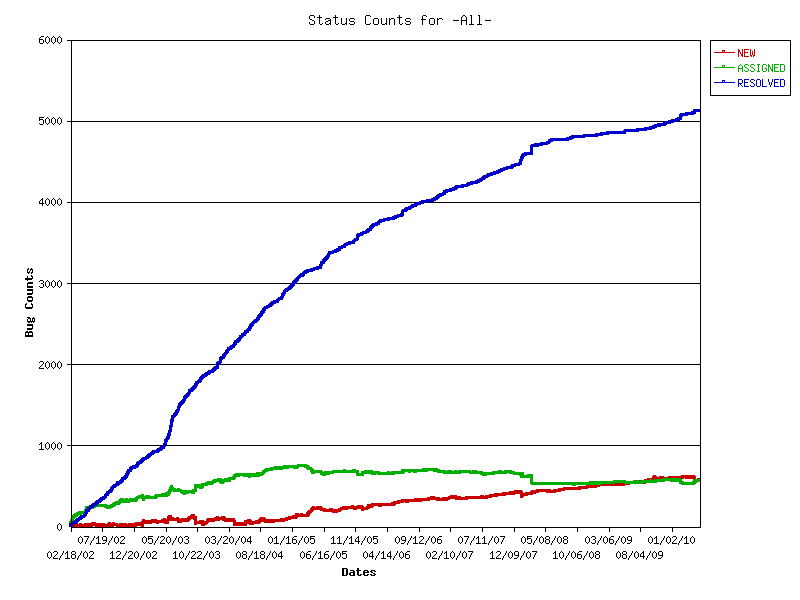 Status Counts for -All-
NEW
ASSIGNED
RESOLVED
6000
5000
4000
3000
2000
1000
0
Bug Counts
07/19/02 05/20/03 03/20/04 01/16/05 11/14/05 09/12/06 07/11/07 05/08/08 03/06/09 01/02/10
02/18/02 12/20/02 10/22/03 08/18/04 06/16/05 04/14/06 02/10/07 12/09/07 10/06/08 08/04/09
Dates